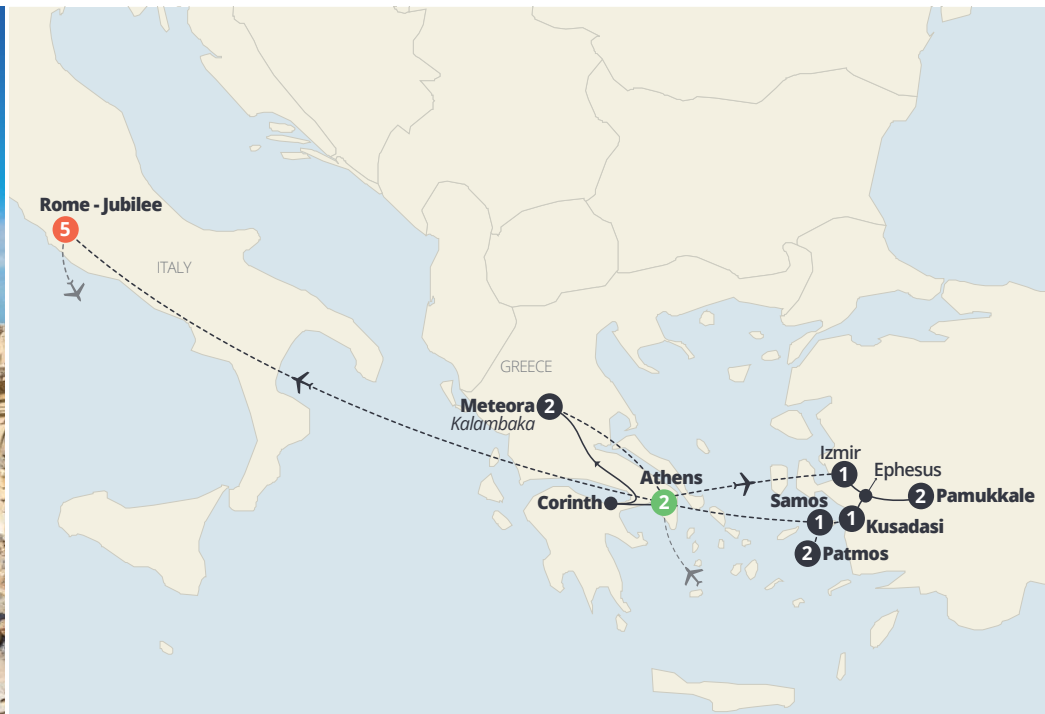 Rome - Jubilee
5
ITALY
GREECE
Meteora 2
Kalambaka
Athens
2
Corinth
Izmir
1
Ephesus
2 Pamukkale
Samos
1
1 Kusadasi
2 Patmos